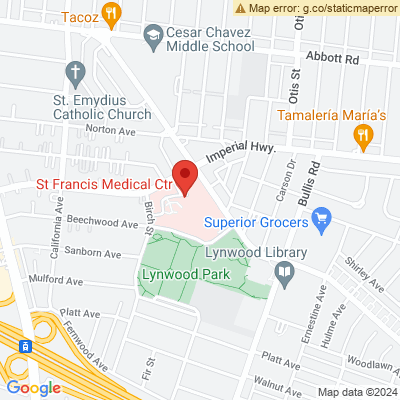 Map error: g.co/staticmaperror
Tacoz
Cesar Chavez
Middle School
Abbott Rd
Otis St
St. Emydius
Catholic Church
Norton Ave
Tamalería María's
Imperial Hwy.
St Francis Medical Ctr
Carson Dr
Bullis Rd
California Ave
Birch St
Beechwood Ave
Superior Grocers
Sanborn Ave
Lynwood Library
Lynwood Park
Mulford Ave
Shirley Ave
Platt Ave
Ernestine Ave
Hulme Ave
Fernwood Ave
Fir St
Platt Ave
Woodlawn Ave
Walnut Ave
Google
Map data ©2024